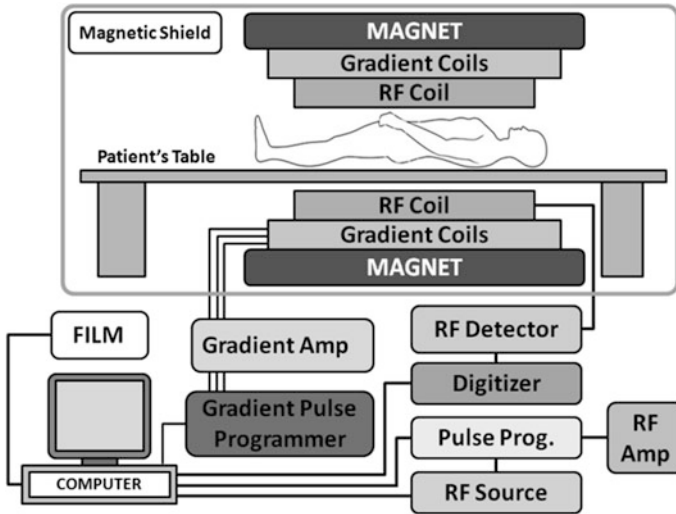 Magnetic Shield
MAGNET
Gradient Coils
RF Coil
Patient's Table
RF Coil
Gradient Coils
MAGNET
FILM
Gradient Amp
RF Detector
Digitizer
Gradient Pulse
Programmer
Pulse Prog.
RF
Amp
COMPUTER
RF Source